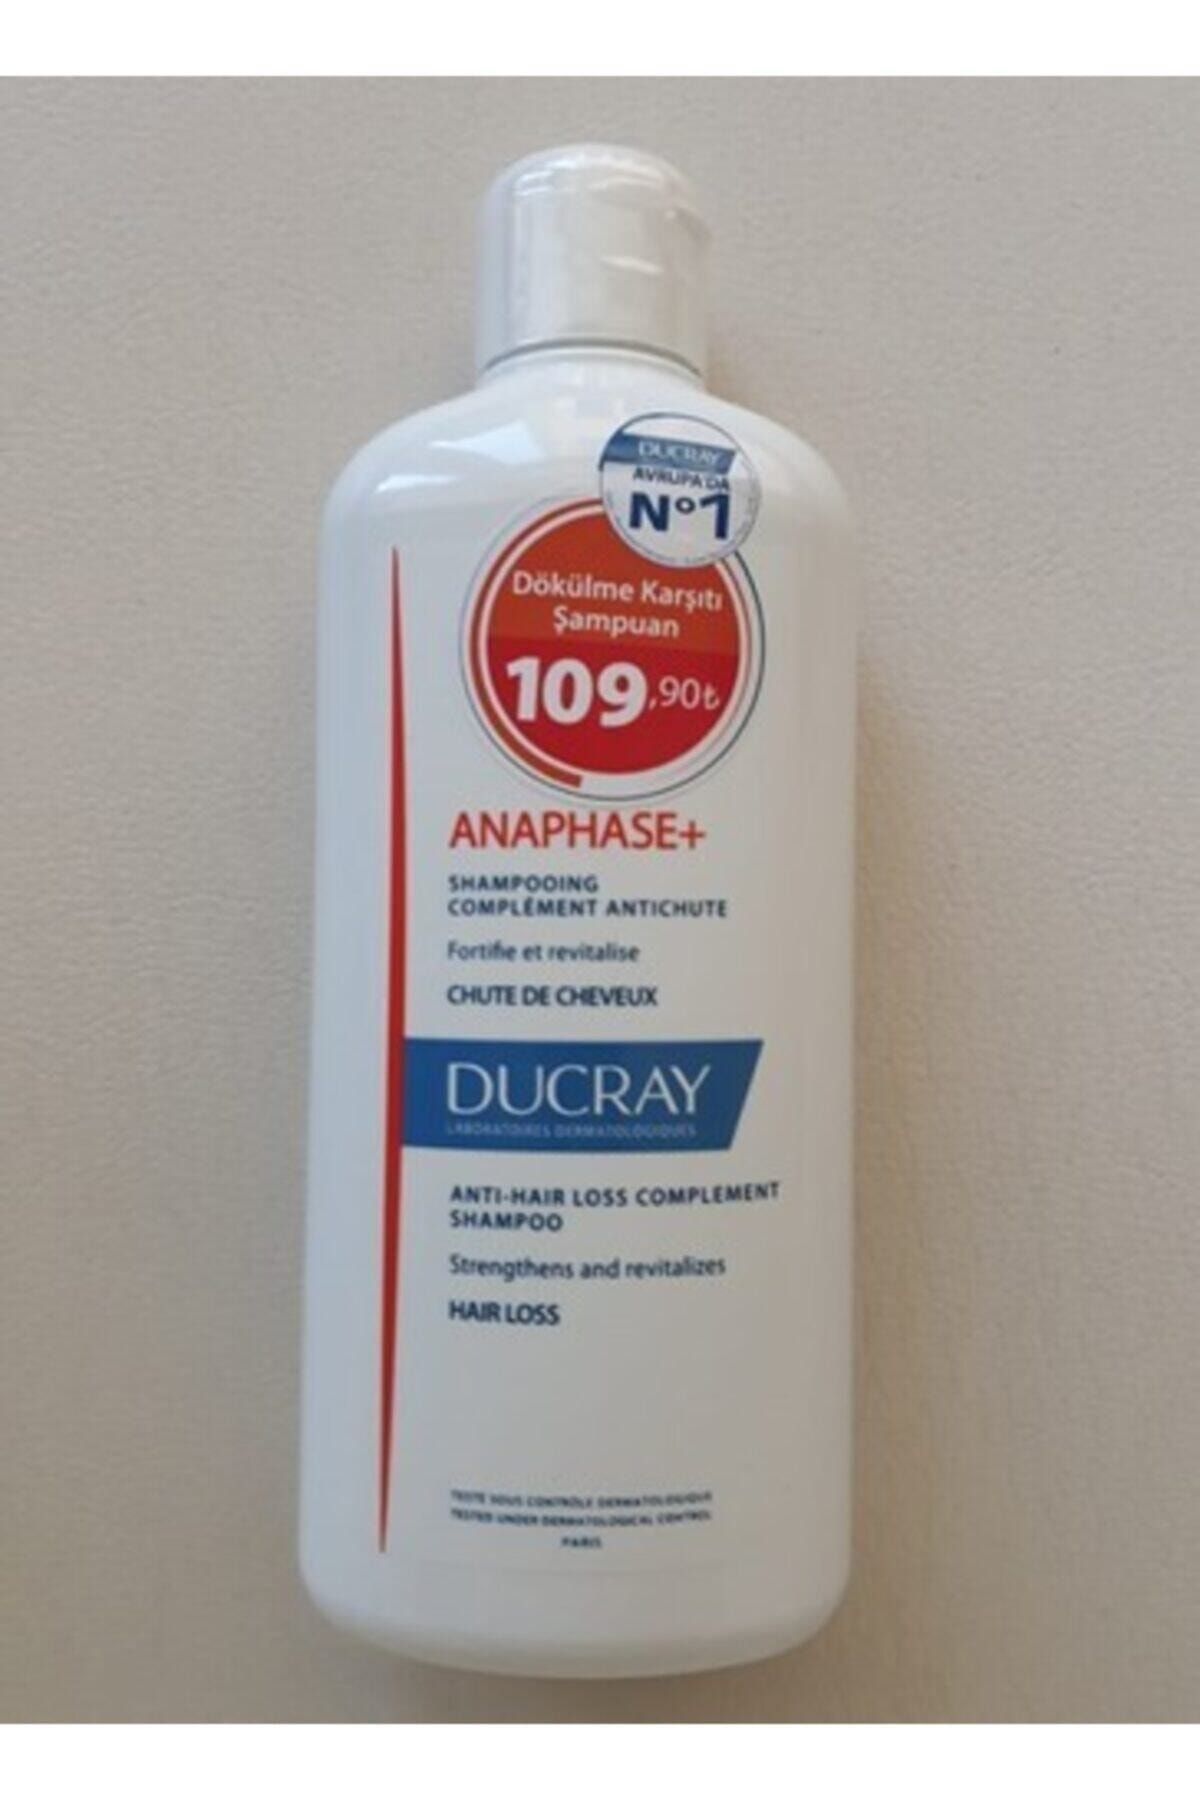 DUCRAY
AVRUPA'DA
N°1
Dökülme Karşıtı
Şampuan
109,90₺
ANAPHASE+
SHAMPOOING
COMPLÉMENT ANTICHUTE
Fortifie et revitalise
CHUTE DE CHEVEUX
DUCRAY
LABORATOIRES DERMATOLOGIQUES
ANTI-HAIR LOSS COMPLEMENT
SHAMPOO
Strengthens and revitalizes
HAIR LOSS
TESTÉ SOUS CONTRÔLE DERMATOLOGIQUE
TESTED UNDER DERMATOLOGICAL CONTROL
PARIS